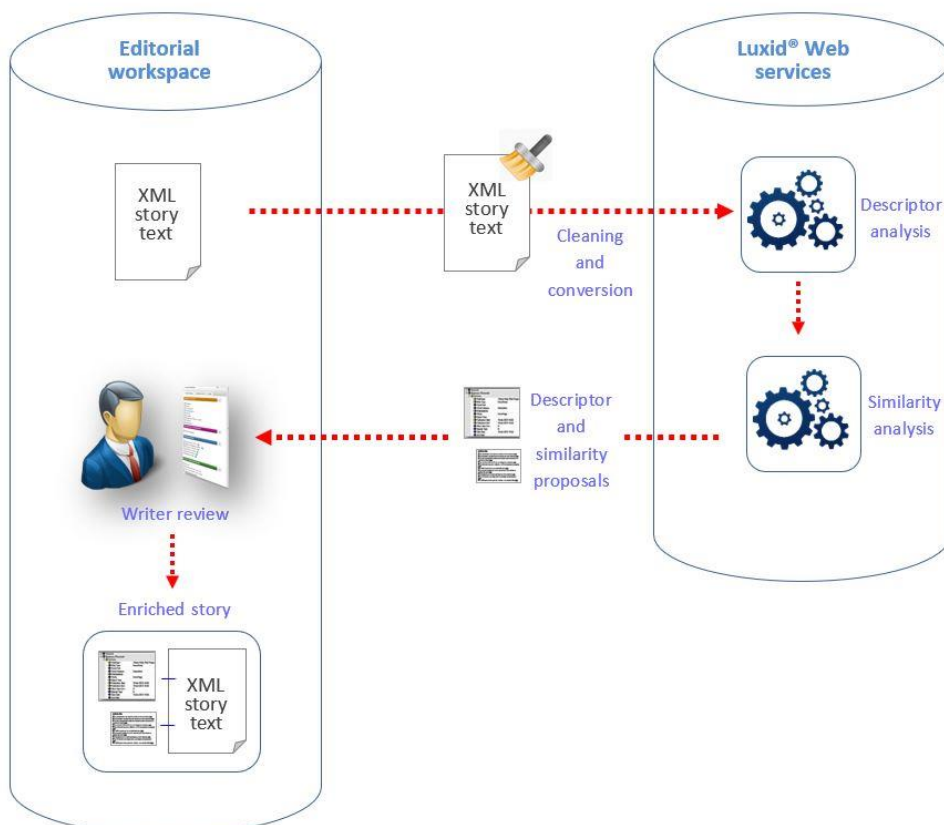 Editorial
workspace
Luxid® Web
services
XML
story
text
XML
story
text
Cleaning
and
conversion
Descriptor
analysis
Descriptor
and
similarity
proposals
Similarity
analysis
Writer review
Enriched story
XML
story
text